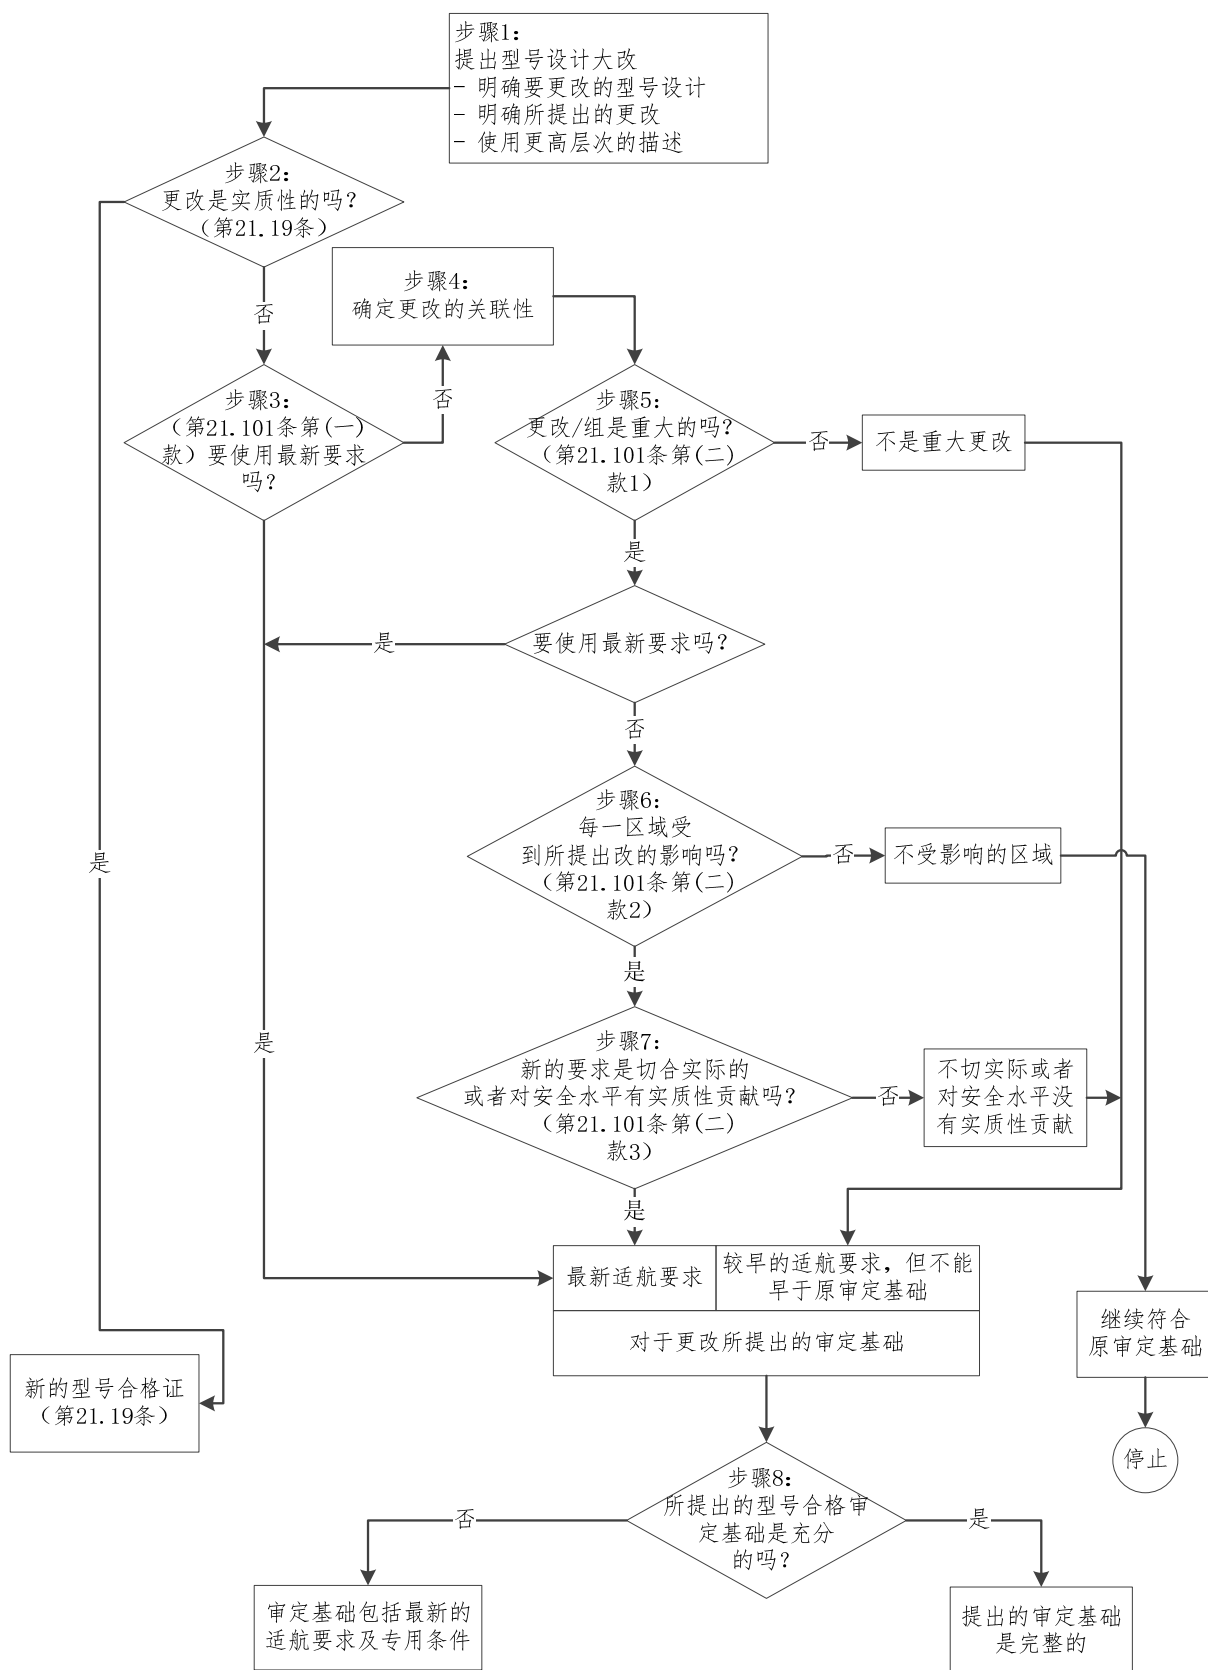 步骤1：
提出型号设计大改
- 明确要更改的型号设计
- 明确所提出的更改
- 使用更高层次的描述
步骤2：
更改是实质性的吗？
（第21.19条）
否
步骤4：
确定更改的关联性
步骤3：
（第21.101条第(一)
款）要使用最新要求
吗？
否
步骤5：
更改/组是重大的吗？
（第21.101条第(二)
款1）
否
不是重大更改
是
要使用最新要求吗？
是
否
步骤6：
每一区域受
到所提出改的影响吗？
（第21.101条第(二)
款2）
否
不受影响的区域
是
是
步骤7：
新的要求是切合实际的
或者对安全水平有实质性贡献吗？
（第21.101条第(二)
款3）
否
不切实际或者
对安全水平没
有实质性贡献
是
是
最新适航要求
较早的适航要求，但不能
早于原审定基础
对于更改所提出的审定基础
继续符合
原审定基础
新的型号合格证
（第21.19条）
停止
步骤8：
所提出的型号合格审
定基础是充分
的吗？
否
是
审定基础包括最新的
适航要求及专用条件
提出的审定基础
是完整的